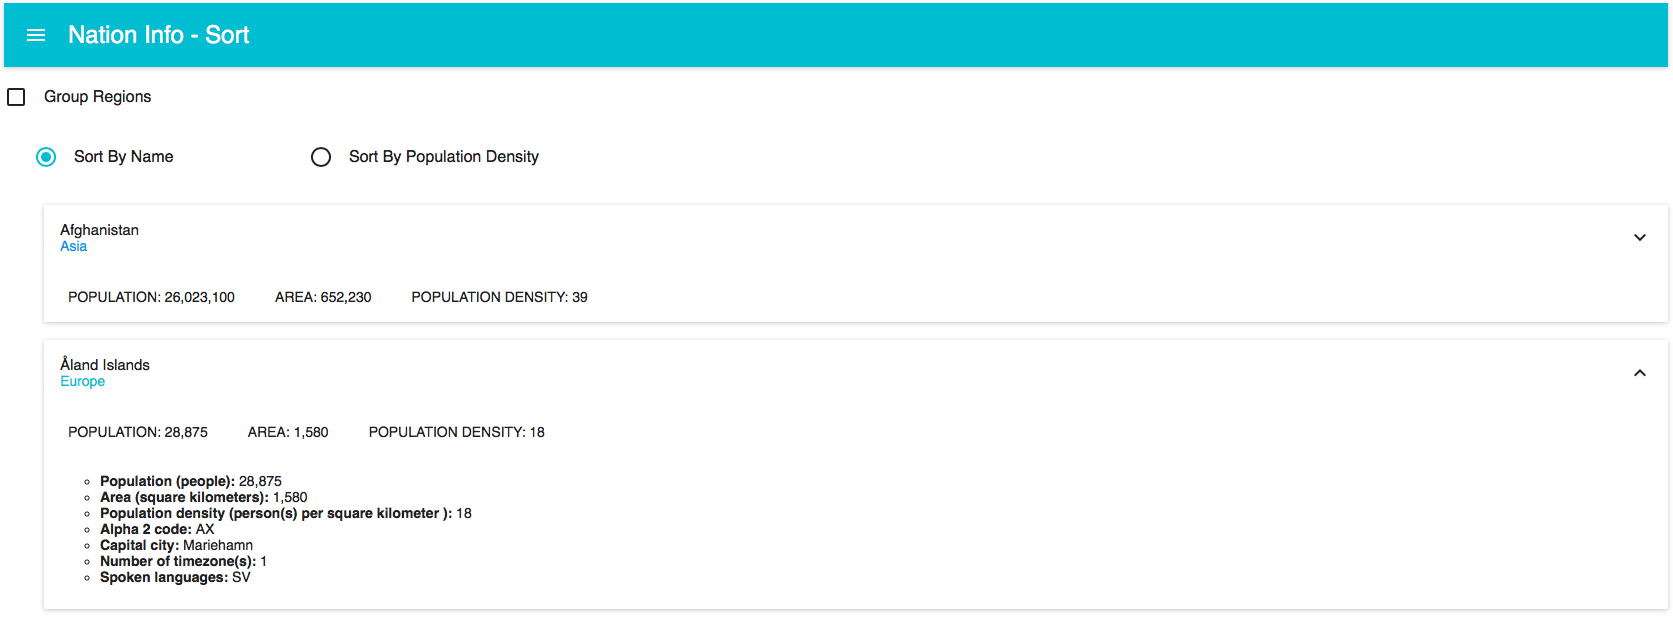 Nation Info - Sort
Group Regions
Sort By Name Sort By Population Density
Afghanistan
Asia
POPULATION: 26,023,100 AREA: 652,230 POPULATION DENSITY: 39
Åland Islands
Europe
POPULATION: 28,875 AREA: 1,580 POPULATION DENSITY: 18
Population (people): 28,875
Area (square kilometers): 1,580
Population density (person(s) per square kilometer ): 18
Alpha 2 code: AX
Capital city: Mariehamn
Number of timezone(s): 1
Spoken languages: SV